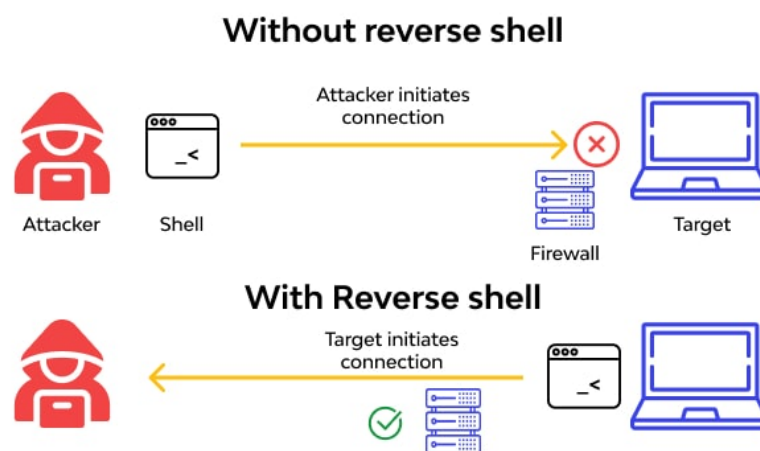 Without reverse shell
Attacker initiates
connection
_<
Attacker
Shell
Firewall
Target
With Reverse shell
Target initiates
connection
_<